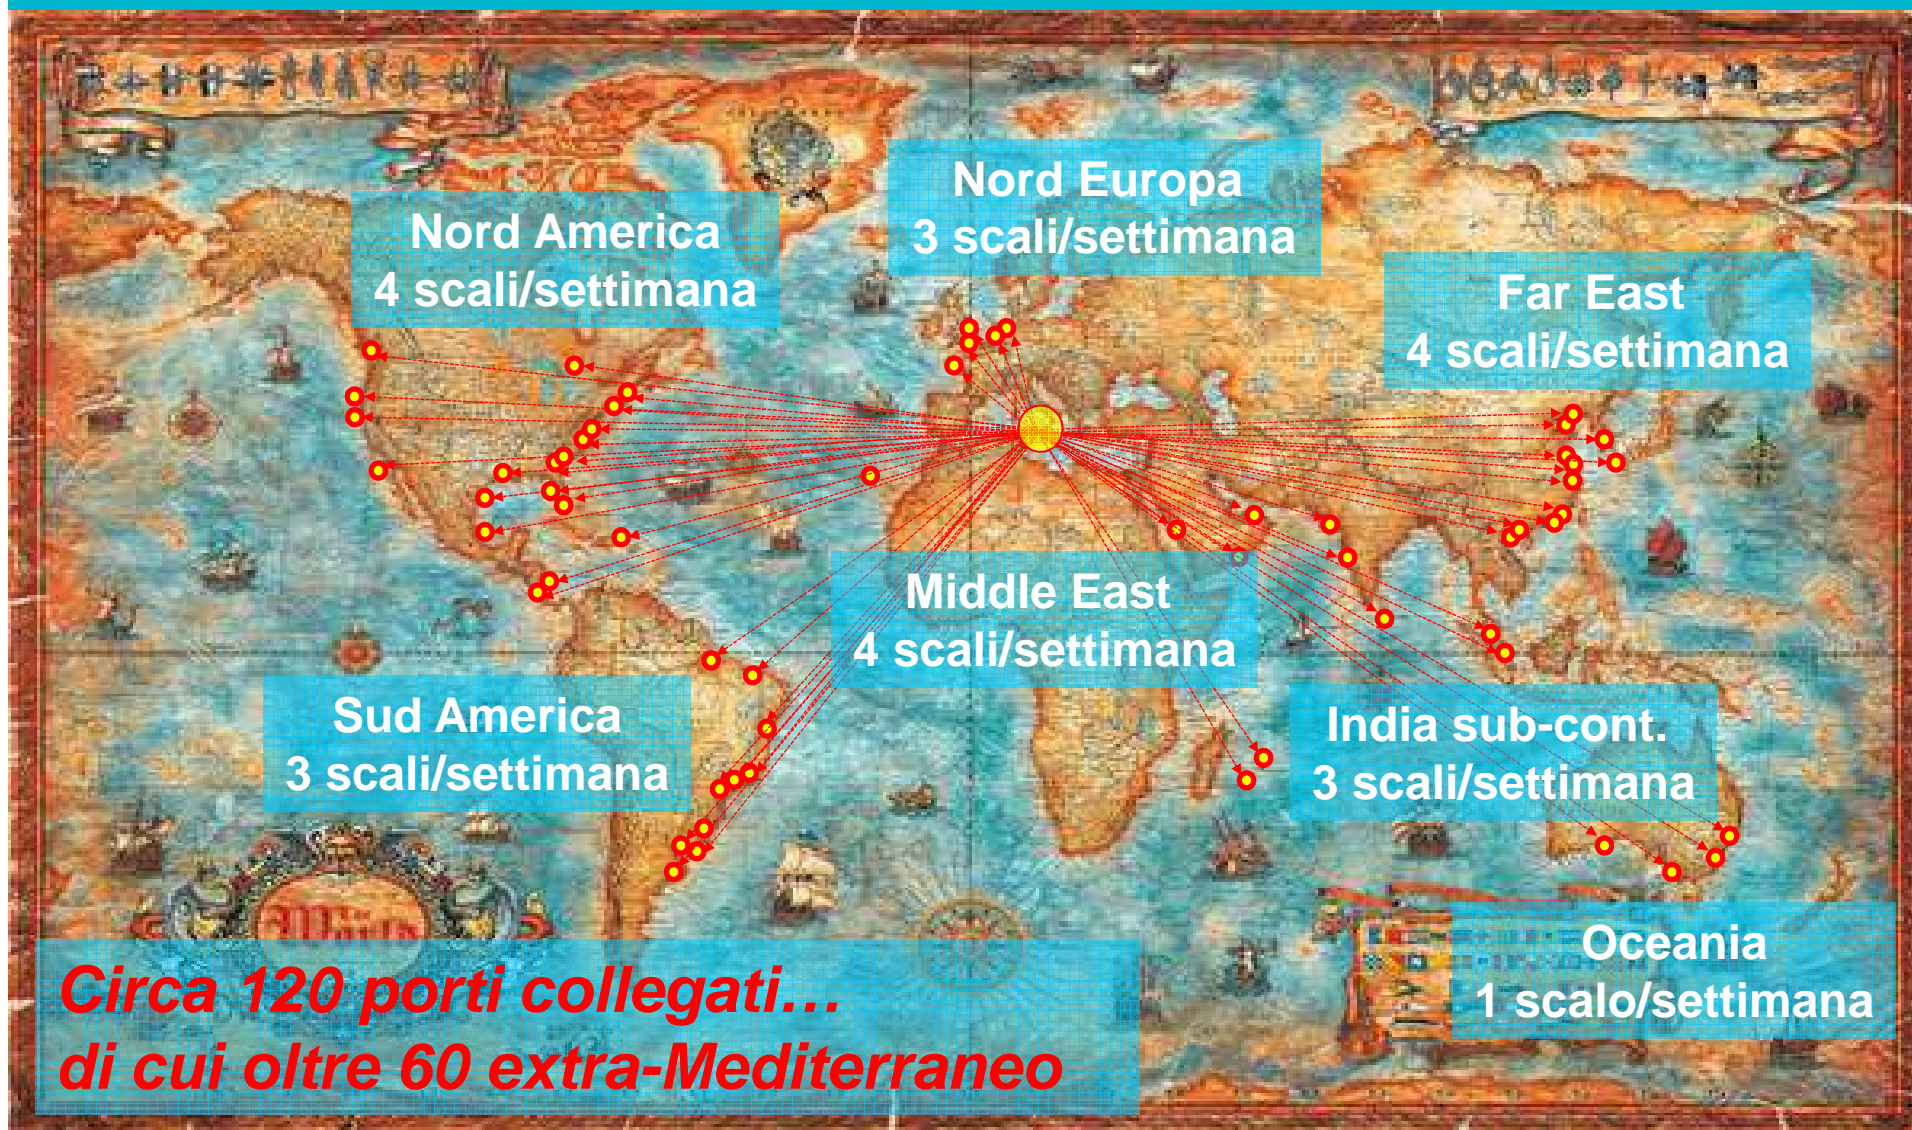 Nord Europa
3 scali/settimana
Nord America
4 scali/settimana
Far East
4 scali/settimana
Middle East
4 scali/settimana
Sud America
3 scali/settimana
India sub-cont.
3 scali/settimana
Oceania
1 scalo/settimana
Circa 120 porti collegati...
di cui oltre 60 extra-Mediterraneo